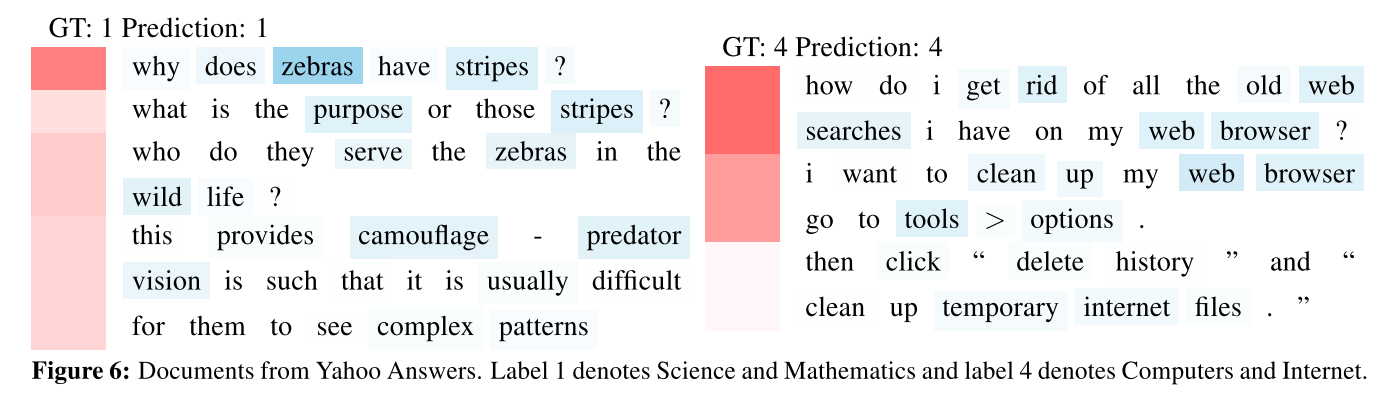 GT: 1 Prediction: 1
why does zebras have stripes ?
what is the purpose or those stripes ?
who do they serve the zebras in the
wild life ?
this provides camouflage - predator
vision is such that it is usually difficult
for them to see complex patterns
GT: 4 Prediction: 4
how do i get rid of all the old web
searches i have on my web browser ?
i want to clean up my web browser
go to tools > options .
then click “ delete history ” and “
clean up temporary internet files . ”
Figure 6: Documents from Yahoo Answers. Label 1 denotes Science and Mathematics and label 4 denotes Computers and Internet.